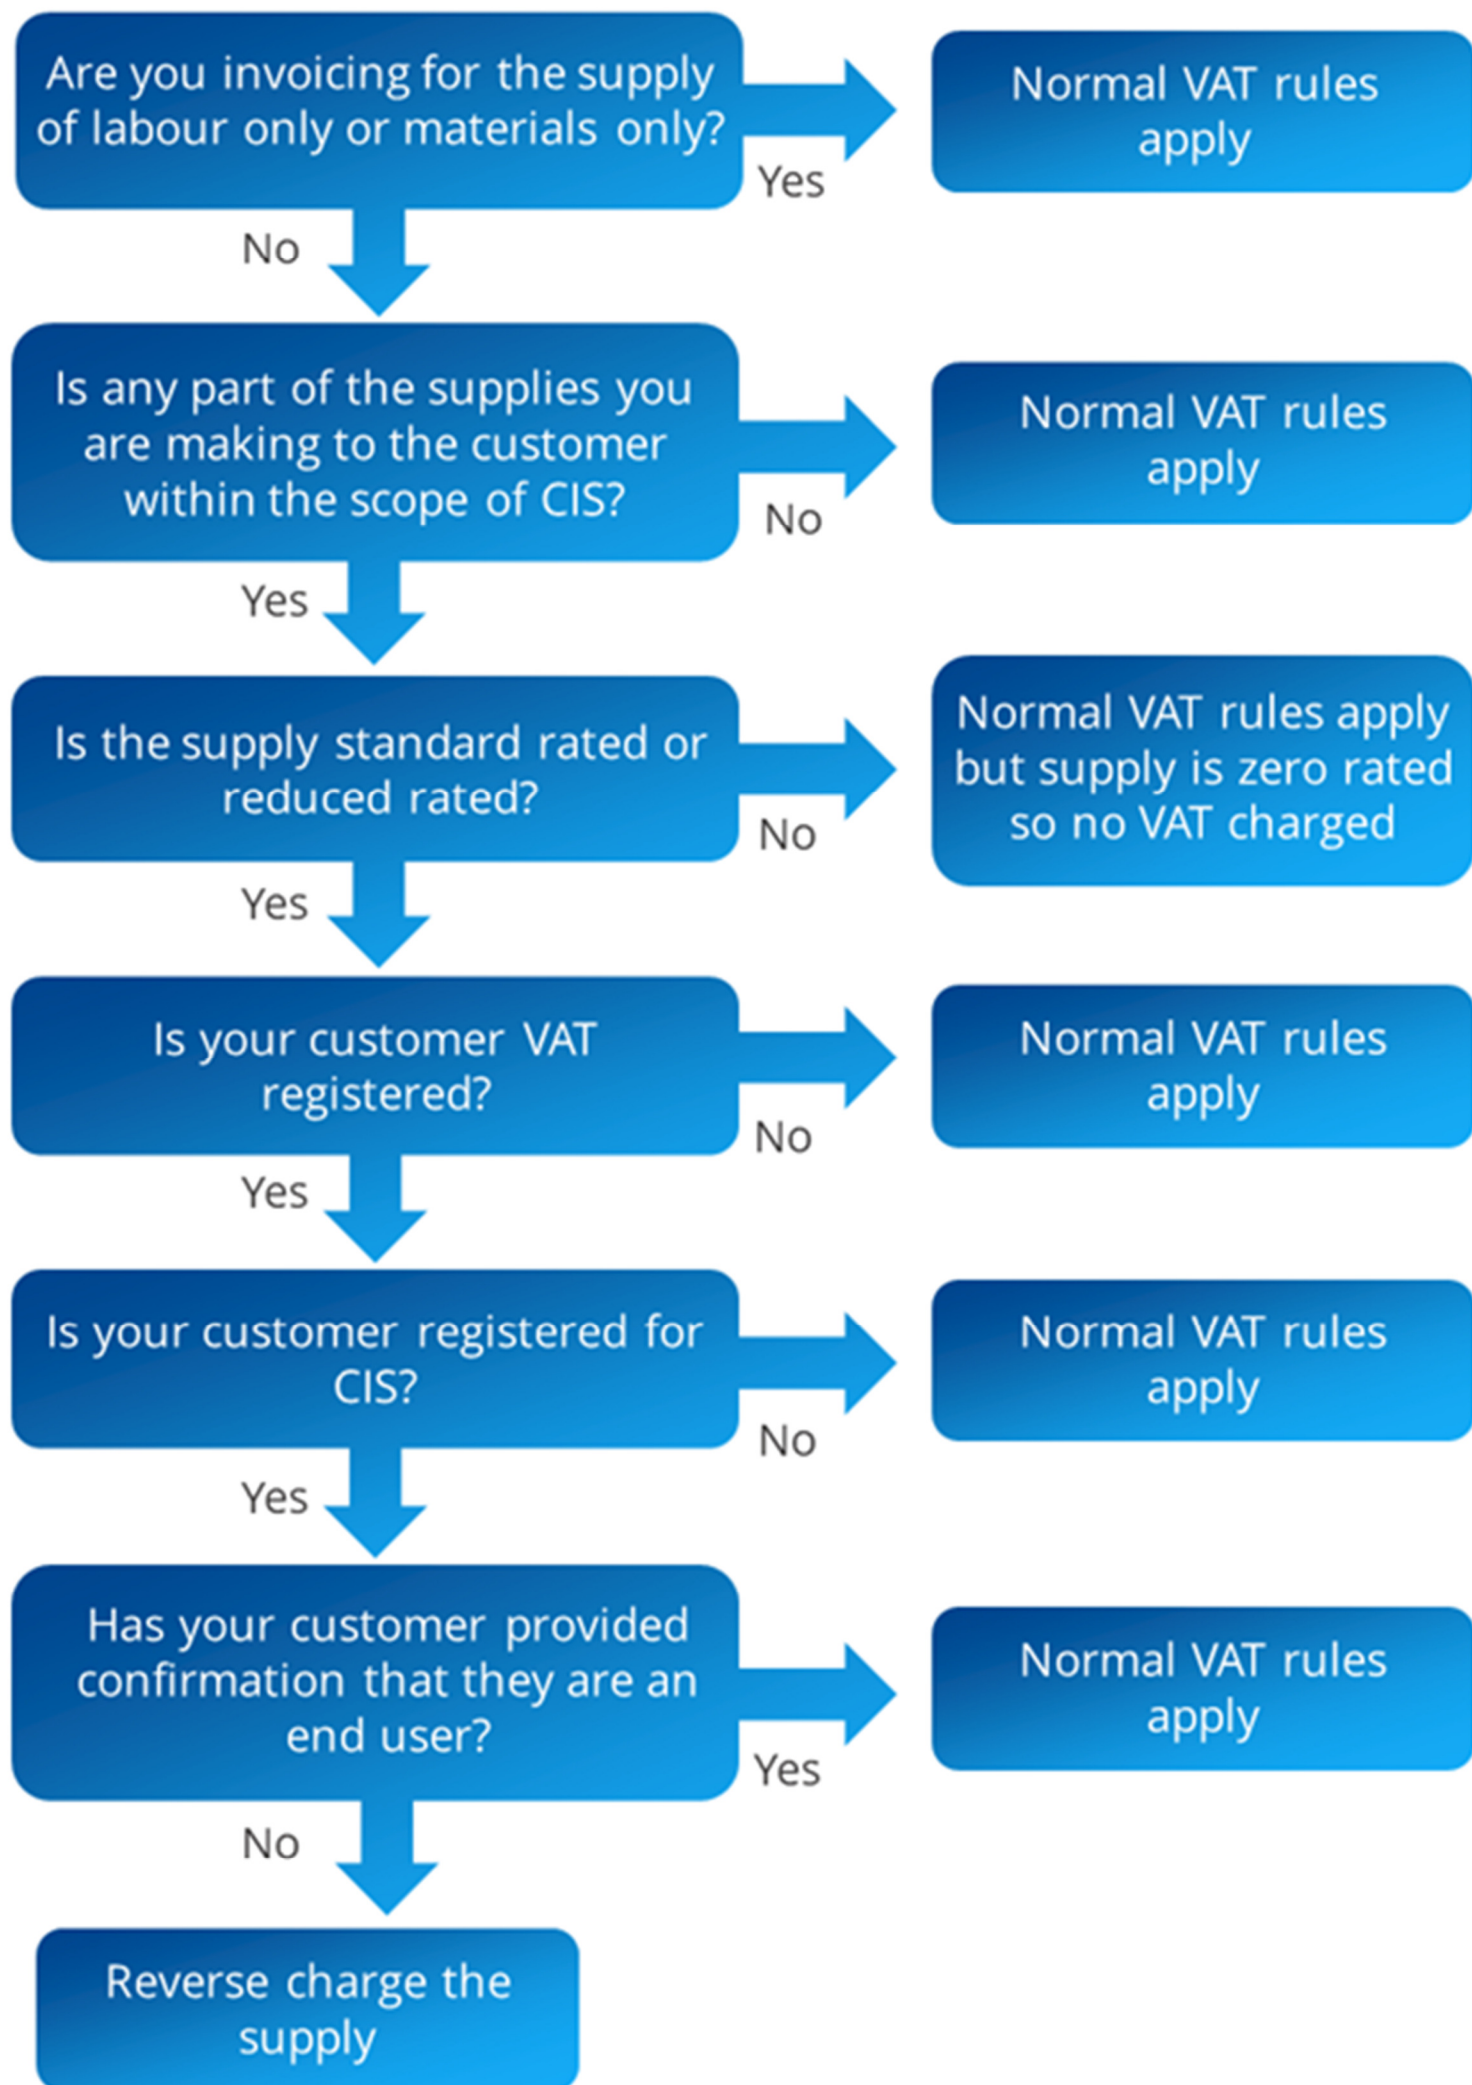 Are you invoicing for the supply
of labour only or materials only?
Yes
Normal VAT rules
apply
No
Is any part of the supplies you
are making to the customer
within the scope of CIS?
No
Normal VAT rules
apply
Yes
Is the supply standard rated or
reduced rated?
No
Normal VAT rules apply
but supply is zero rated
so no VAT charged
Yes
Is your customer VAT
registered?
No
Normal VAT rules
apply
Yes
Is your customer registered for
CIS?
No
Normal VAT rules
apply
Yes
Has your customer provided
confirmation that they are an
end user?
Yes
Normal VAT rules
apply
No
Reverse charge the
supply